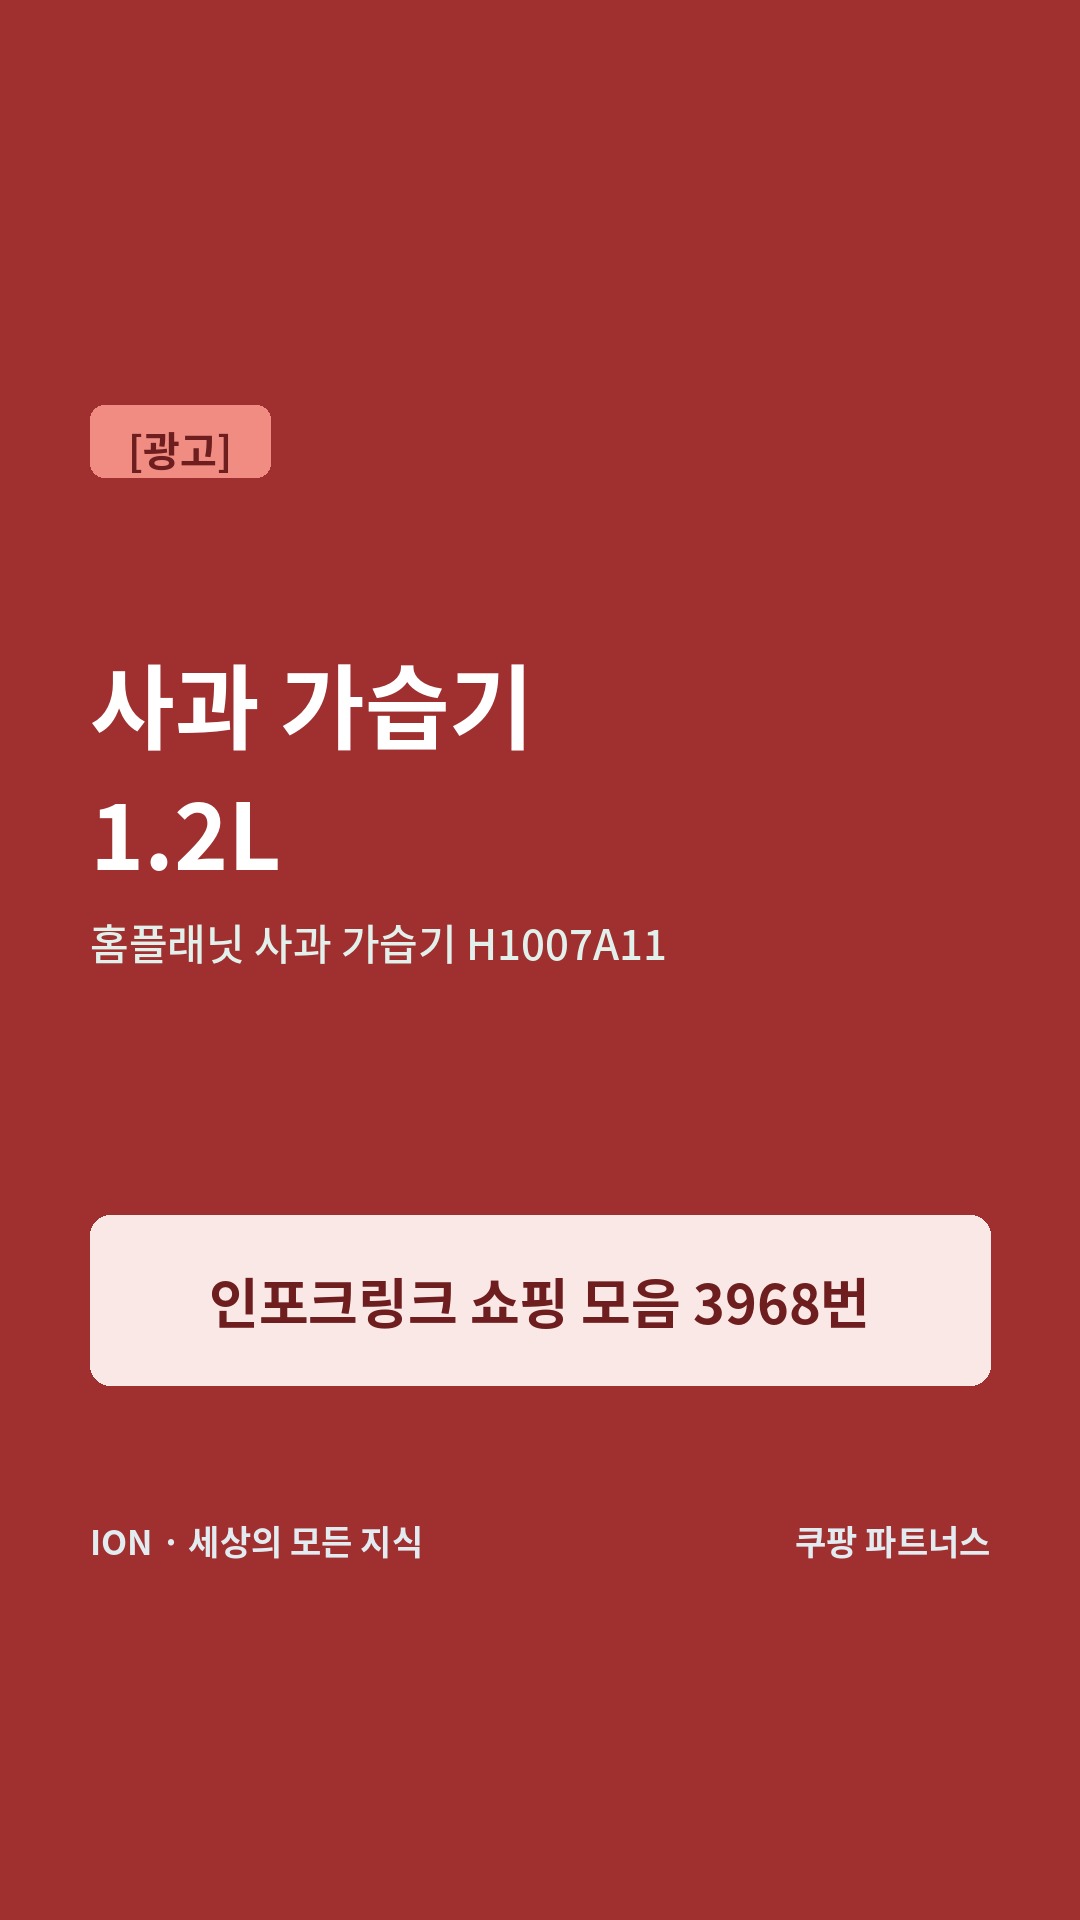 [광고]
사과 가습기
1.2L
홈플래닛 사과 가습기 H1007A11
인포크링크 쇼핑 모음 3968번
ION · 세상의 모든 지식
쿠팡 파트너스